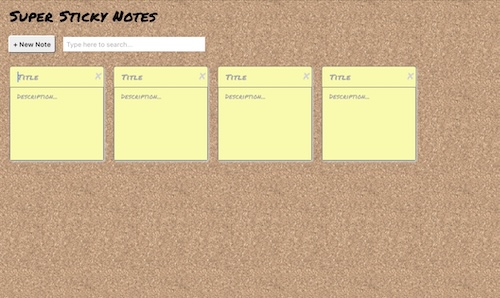 Super Sticky Notes
+ New Note
Type here to search...
Title x
Title x
Title x
Title x
Description...
Description...
Description...
Description...